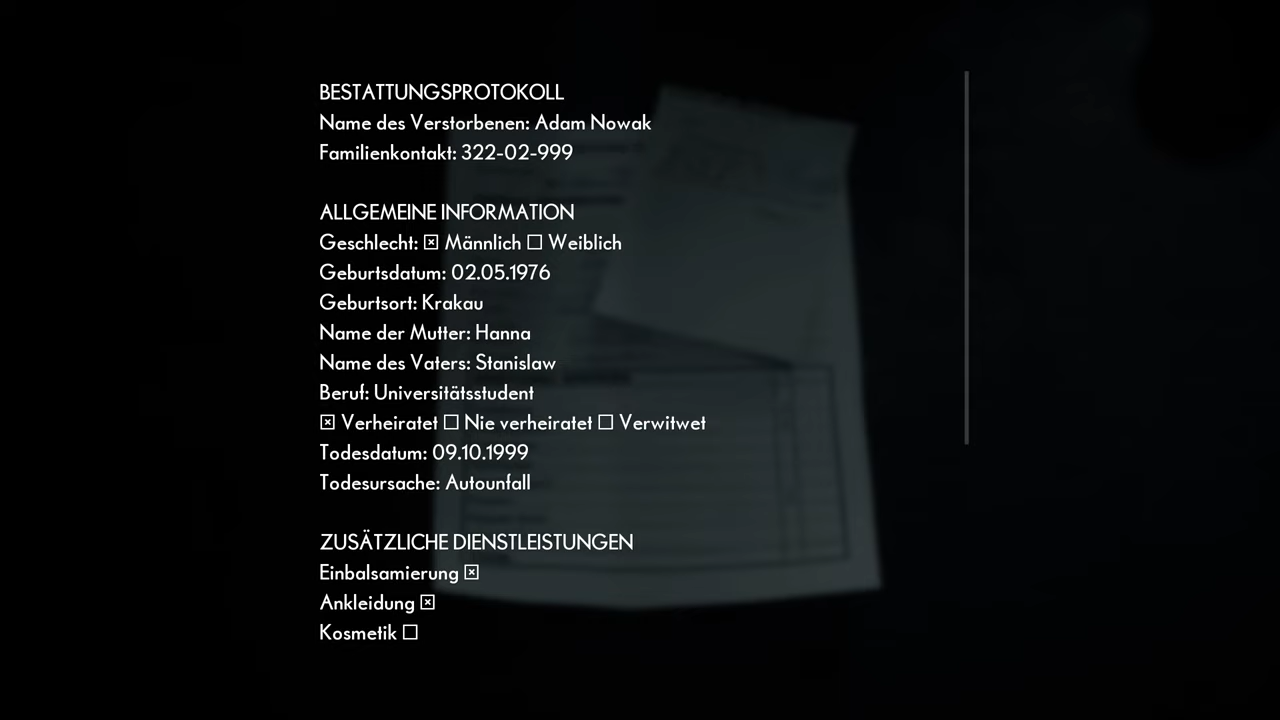 BESTATTUNGSPROTOKOLL
Name des Verstorbenen: Adam Nowak
Familienkontakt: 322-02-999
ALLGEMEINE INFORMATION
Geschlecht: ☒ Männlich ☐ Weiblich
Geburtsdatum: 02.05.1976
Geburtsort: Krakau
Name der Mutter: Hanna
Name des Vaters: Stanislaw
Beruf: Universitätsstudent
☒ Verheiratet ☐ Nie verheiratet ☐ Verwitwet
Todesdatum: 09.10.1999
Todesursache: Autounfall
ZUSÄTZLICHE DIENSTLEISTUNGEN
Einbalsamierung ☒
Ankleidung ☒
Kosmetik ☐